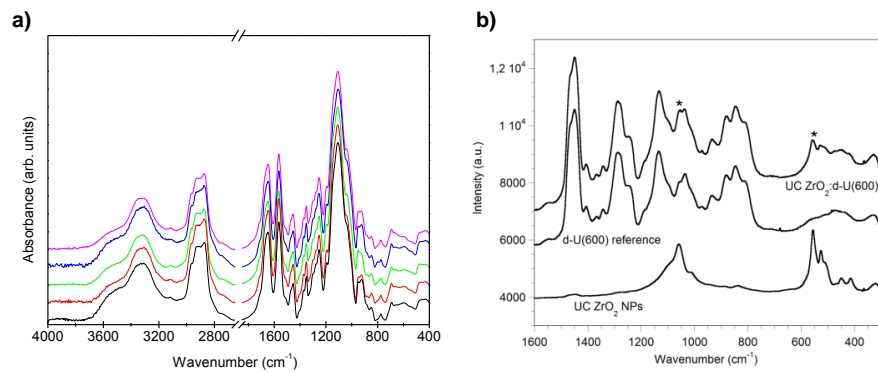 a)
Absorbance (arb. units)
4000 3600 3200 2800 1600 1200 800 400
Wavenumber (cm⁻¹)
b)
Intensity (a.u.)
1,2 10⁴
1 10⁴
8000
6000
4000
*
*
UC ZrO₂:d-U(600)
d-U(600) reference
UC ZrO₂ NPs
1600 1400 1200 1000 800 600 400
Wavenumber (cm⁻¹)